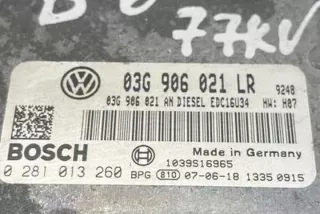 77kV
03G 906 021 LR 9248
03G 906 021 AN DIESEL EDC16U34 HW: H07
BOSCH
Made in Germany
1039S16965
0 281 013 260 BPG 810 07-06-18 1335 0915